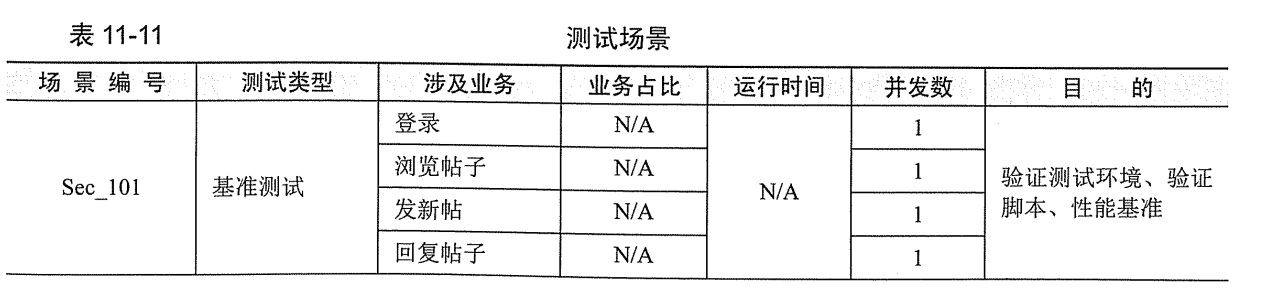 表 11-11 测试场景
场景编号 测试类型 涉及业务 业务占比 运行时间 并发数 目的
登录 N/A 1
浏览帖子 N/A 1
Sec_101 基准测试 N/A 验证测试环境、验证
脚本、性能基准
发新帖 N/A 1
回复帖子 N/A 1